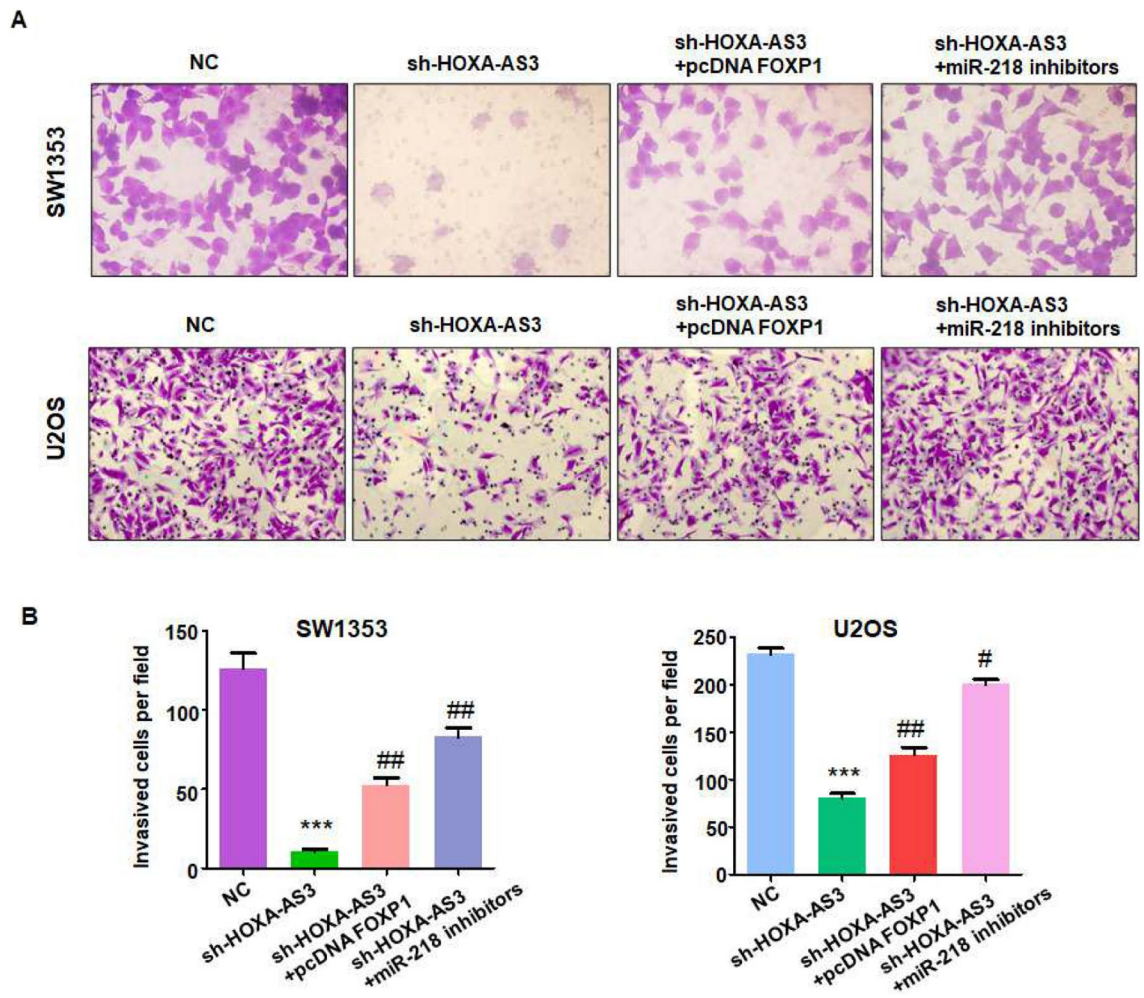 A
NC
sh-HOXA-AS3
sh-HOXA-AS3
+pcDNA FOXP1
sh-HOXA-AS3
+miR-218 inhibitors
SW1353
NC
sh-HOXA-AS3
sh-HOXA-AS3
+pcDNA FOXP1
sh-HOXA-AS3
+miR-218 inhibitors
U2OS
B
SW1353
Invasived cells per field
150
100
50
0
***
##
##
NC
sh-HOXA-AS3
sh-HOXA-AS3
+pcDNA FOXP1
sh-HOXA-AS3
+miR-218 inhibitors
U2OS
Invasived cells per field
250
200
150
100
50
0
***
##
#
NC
sh-HOXA-AS3
sh-HOXA-AS3
+pcDNA FOXP1
sh-HOXA-AS3
+miR-218 inhibitors